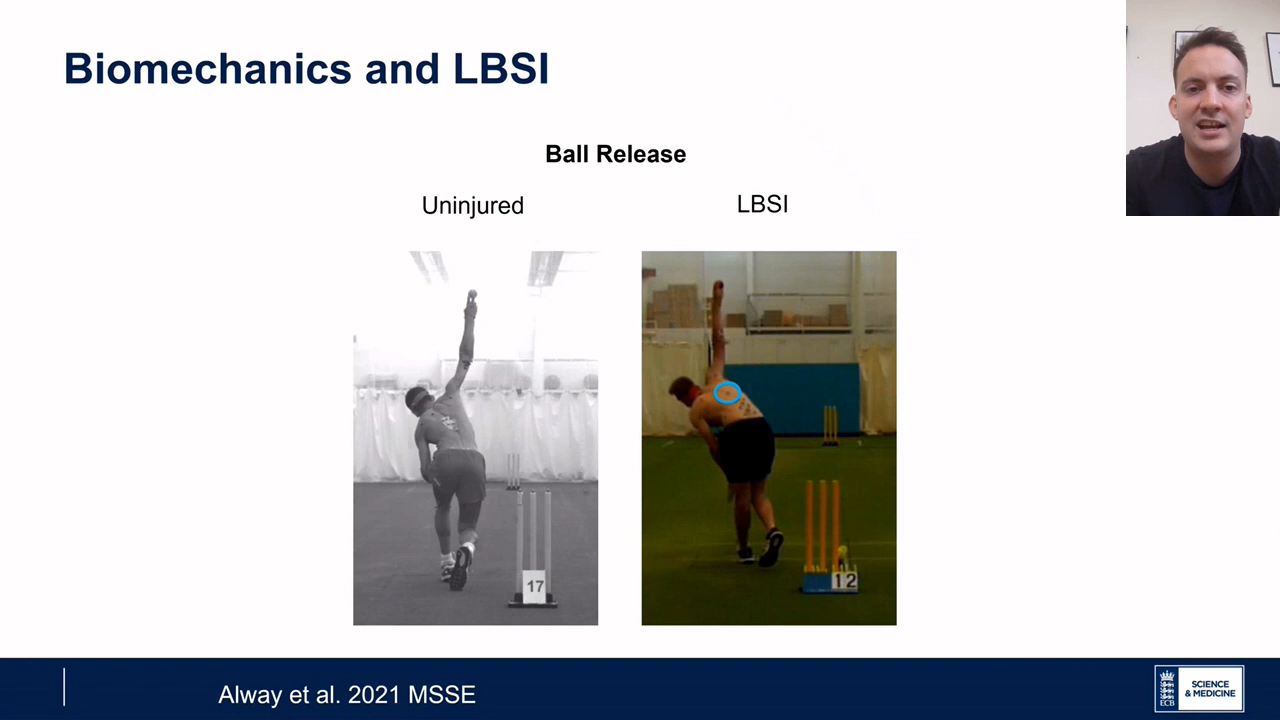 Biomechanics and LBSI
Ball Release
Uninjured
LBSI
17
12
Alway et al. 2021 MSSE
ECB
SCIENCE
& MEDICINE